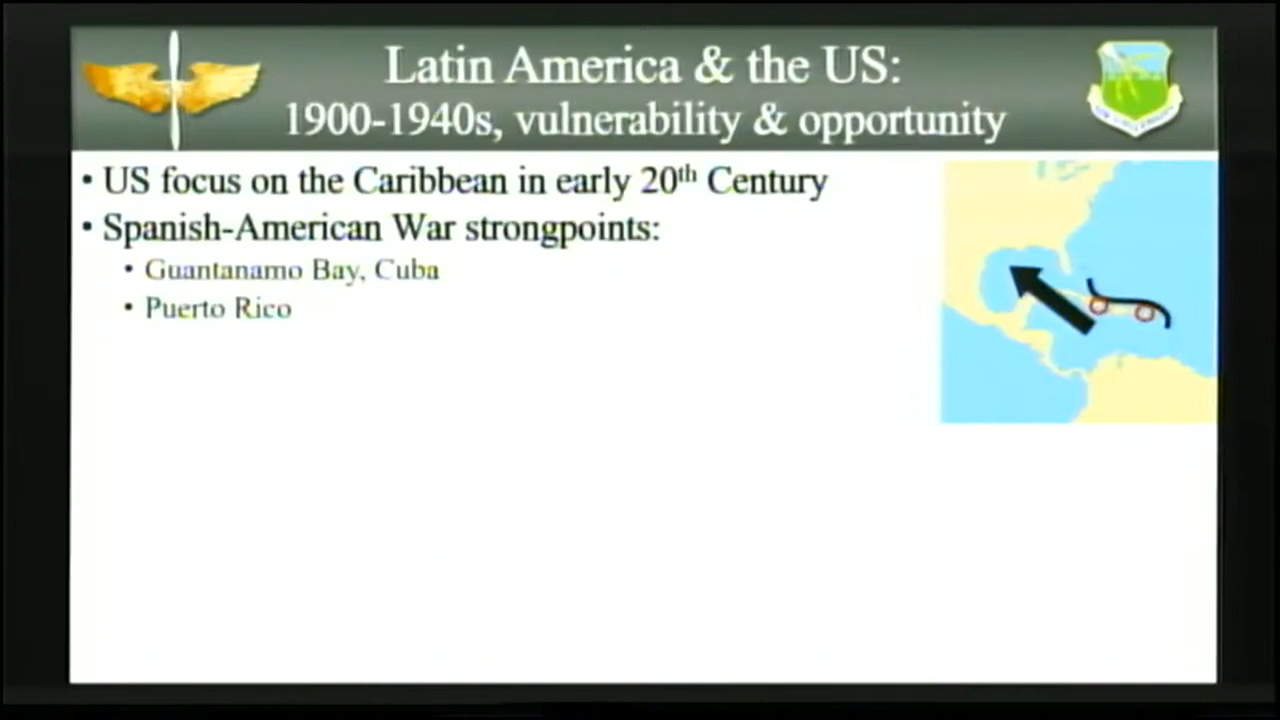 Latin America & the US:
1900-1940s, vulnerability & opportunity
• US focus on the Caribbean in early 20th Century
• Spanish-American War strongpoints:
• Guantanamo Bay, Cuba
• Puerto Rico